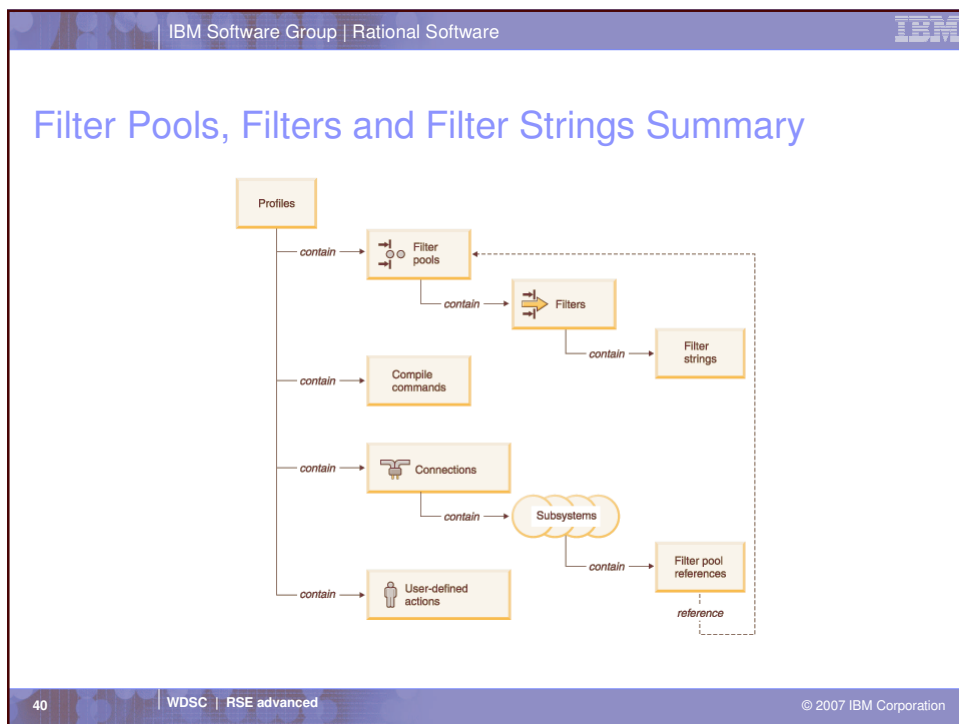 IBM Software Group | Rational Software
IBM
Filter Pools, Filters and Filter Strings Summary
Profiles
contain
Filter
pools
contain
Filters
contain
Filter
strings
contain
Compile
commands
contain
Connections
contain
Subsystems
contain
Filter pool
references
reference
contain
User-defined
actions
40
WDSC | RSE advanced
© 2007 IBM Corporation